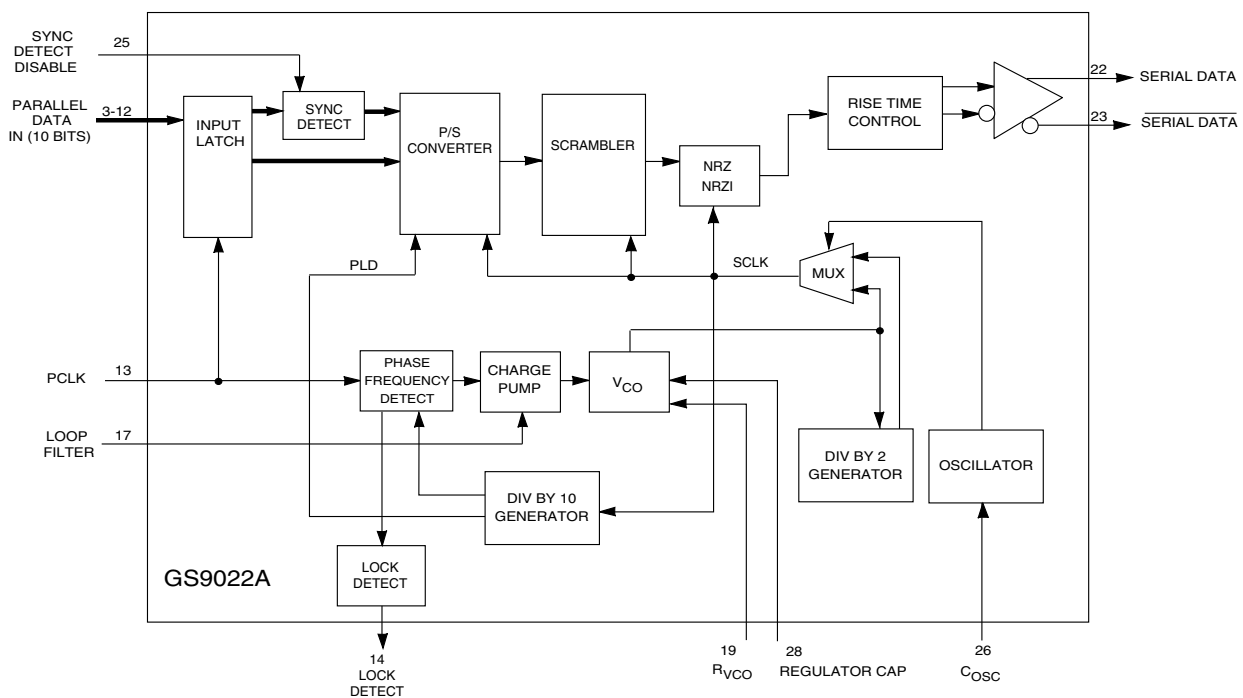 SYNC
DETECT
DISABLE
25
PARALLEL
DATA
IN (10 BITS)
3-12
INPUT
LATCH
SYNC
DETECT
P/S
CONVERTER
SCRAMBLER
NRZ
NRZI
RISE TIME
CONTROL
22
SERIAL DATA
23
SERIAL DATA
PLD
SCLK
MUX
PCLK
13
PHASE
FREQUENCY
DETECT
CHARGE
PUMP
VCO
LOOP
FILTER
17
DIV BY 2
GENERATOR
OSCILLATOR
DIV BY 10
GENERATOR
LOCK
DETECT
GS9022A
14
LOCK
DETECT
19
RVCO
28
REGULATOR CAP
26
COSC